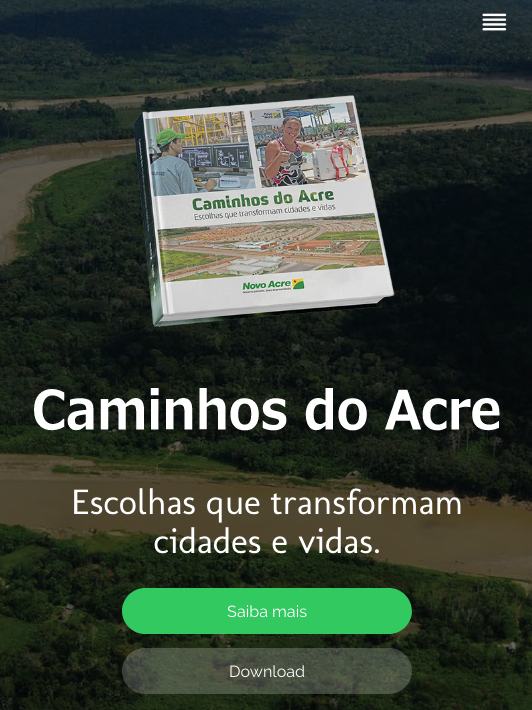 Caminhos do Acre
Escolhas que transformam cidades e vidas
Novo Acre
Caminhos do Acre
Escolhas que transformam
cidades e vidas.
Saiba mais
Download